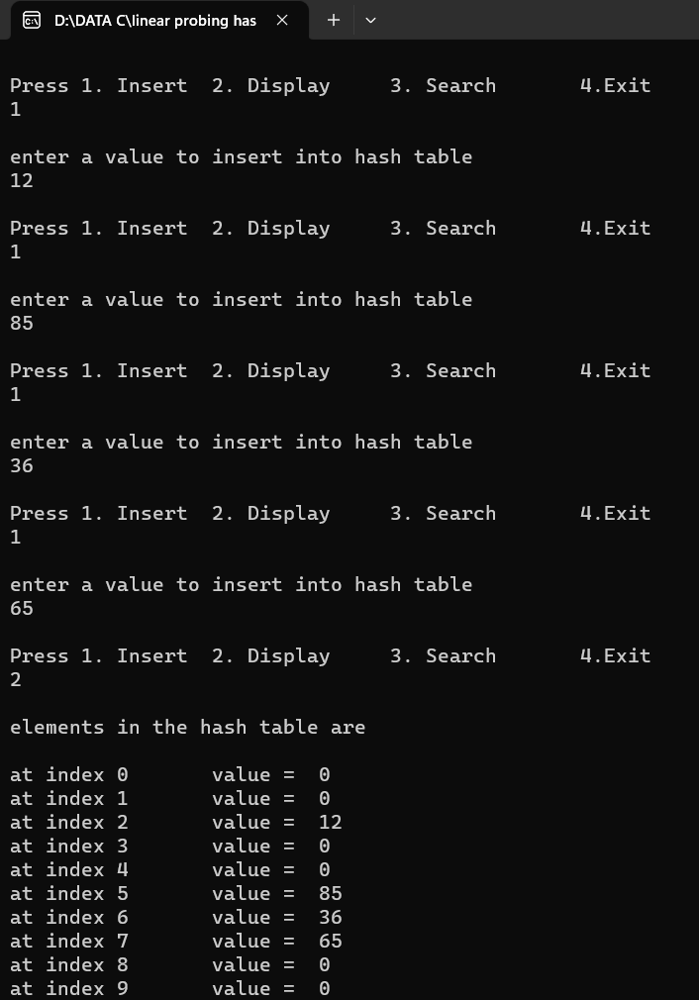 D:\DATA C\linear probing has
Press 1. Insert 2. Display 3. Search 4.Exit
1
enter a value to insert into hash table
12
Press 1. Insert 2. Display 3. Search 4.Exit
1
enter a value to insert into hash table
85
Press 1. Insert 2. Display 3. Search 4.Exit
1
enter a value to insert into hash table
36
Press 1. Insert 2. Display 3. Search 4.Exit
1
enter a value to insert into hash table
65
Press 1. Insert 2. Display 3. Search 4.Exit
2
elements in the hash table are
at index 0 value = 0
at index 1 value = 0
at index 2 value = 12
at index 3 value = 0
at index 4 value = 0
at index 5 value = 85
at index 6 value = 36
at index 7 value = 65
at index 8 value = 0
at index 9 value = 0